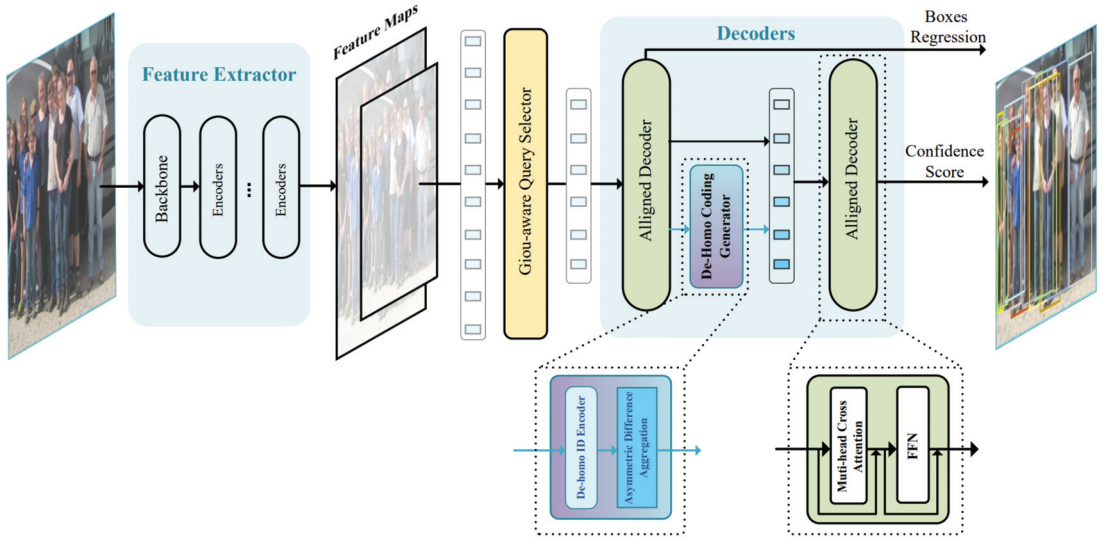 Feature Extractor
Backbone
Encoders
...
Encoders
Feature Maps
Giou-aware Query Selector
Decoders
Alligned Decoder
De-Homo Coding
Generator
Alligned Decoder
Boxes
Regression
Confidence
Score
De-homo ID Encoder
Asymmetric Difference
Aggregation
Muti-head Cross
Attention
FFN